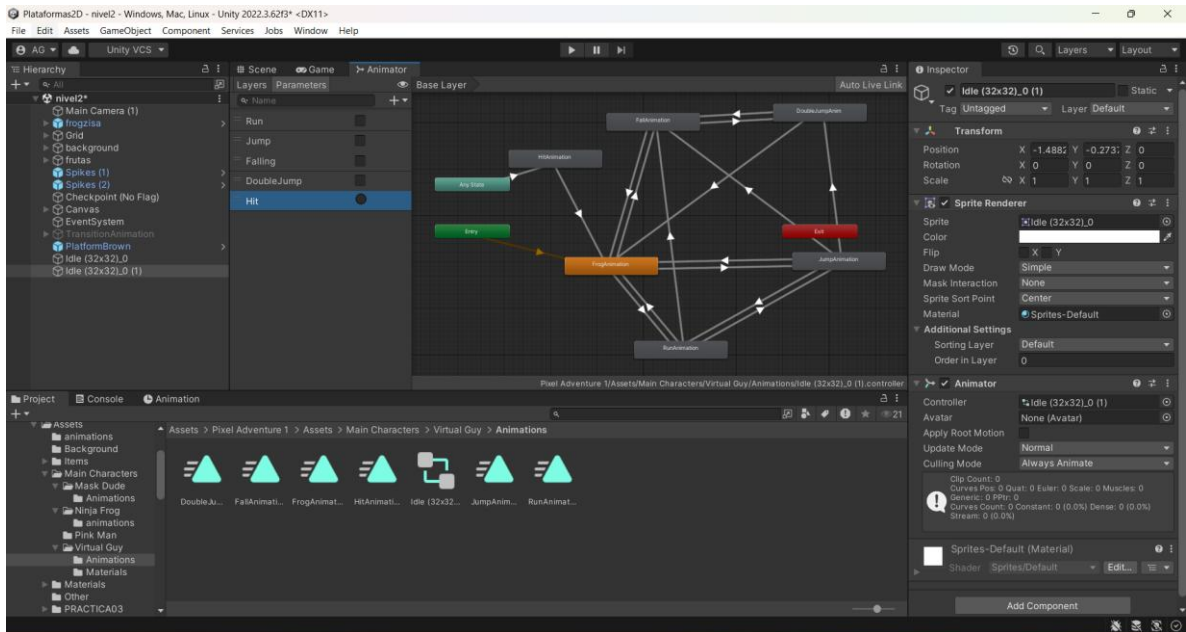 Plataformas2D - nivel2 - Windows, Mac, Linux - Unity 2022.3.62f3* <DX11>
File Edit Assets GameObject Component Services Jobs Window Help
AG Unity VCS Layers Layout
Hierarchy
All
nivel2*
Main Camera (1)
frogzisa
Grid
background
frutas
Spikes (1)
Spikes (2)
Checkpoint (No Flag)
Canvas
EventSystem
TransitionAnimation
PlatformBrown
Idle (32x32)_0
Idle (32x32)_0 (1)
Scene Game Animator
Layers Parameters Base Layer Auto Live Link
Name
Run
Jump
Falling
DoubleJump
Hit
DoubleJumpAnim
FallAnimation
HitAnimation
Any State
Entry
Exit
FrogAnimation
JumpAnimation
RunAnimation
Pixel Adventure 1/Assets/Main Characters/Virtual Guy/Animations/Idle (32x32)_0 (1).controller
Inspector
Idle (32x32)_0 (1) Static
Tag Untagged Layer Default
Transform
Position X -1.4882 Y -0.2737 Z 0
Rotation X 0 Y 0 Z 0
Scale X 1 Y 1 Z 1
Sprite Renderer
Sprite Idle (32x32)_0
Color
Flip X Y
Draw Mode Simple
Mask Interaction None
Sprite Sort Point Center
Material Sprites-Default
Additional Settings
Sorting Layer Default
Order in Layer 0
Animator
Controller Idle (32x32)_0 (1)
Avatar None (Avatar)
Apply Root Motion
Update Mode Normal
Culling Mode Always Animate
Clip Count: 0
Curves Pos: 0 Quat: 0 Euler: 0 Scale: 0 Muscles: 0
Generic: 0 PPtr: 0
Curves Count: 0 Constant: 0 (0.0%) Dense: 0 (0.0%)
Stream: 0 (0.0%)
Sprites-Default (Material)
Shader Sprites/Default Edit...
Add Component
Project Console Animation
21
Assets
animations
Background
Items
Main Characters
Mask Dude
Animations
Ninja Frog
animations
Pink Man
Virtual Guy
Animations
Materials
Materials
Other
PRACTICA03
Assets > Pixel Adventure 1 > Assets > Main Characters > Virtual Guy > Animations
DoubleJu... FallAnimati... FrogAnimat... HitAnimati... Idle (32x32... JumpAnim... RunAnimat...